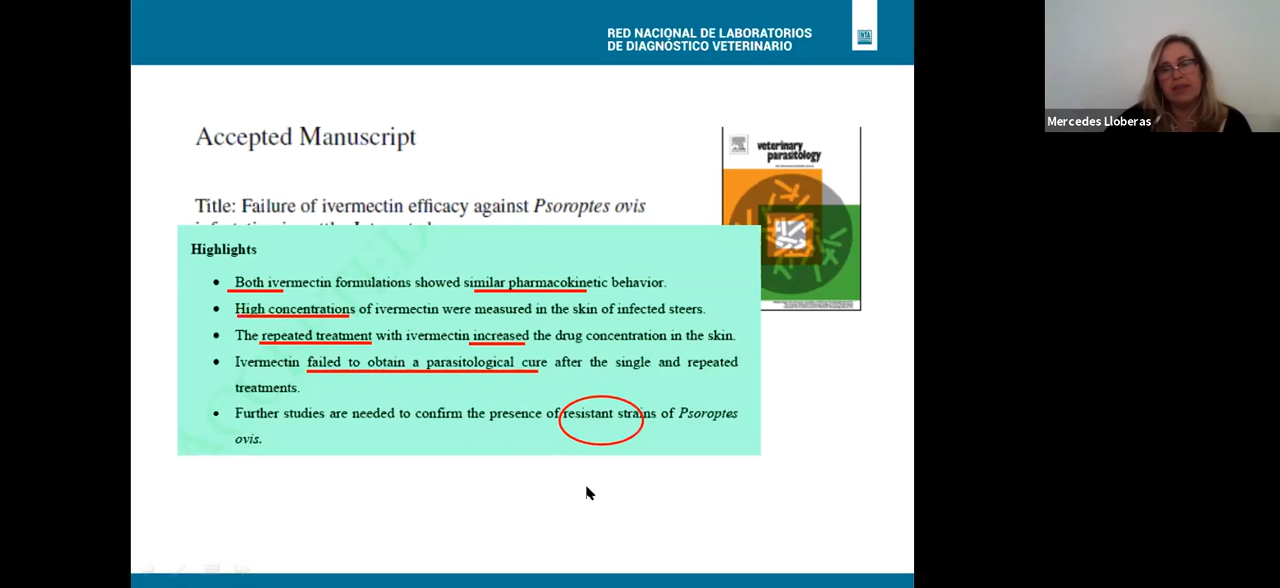 RED NACIONAL DE LABORATORIOS
DE DIAGNÓSTICO VETERINARIO
INTA
Mercedes Lloberas
Accepted Manuscript
veterinary
parasitology
Title: Failure of ivermectin efficacy against Psoroptes ovis
Highlights
• Both ivermectin formulations showed similar pharmacokinetic behavior.
• High concentrations of ivermectin were measured in the skin of infected steers.
• The repeated treatment with ivermectin increased the drug concentration in the skin.
• Ivermectin failed to obtain a parasitological cure after the single and repeated
treatments.
• Further studies are needed to confirm the presence of resistant strains of Psoroptes
ovis.